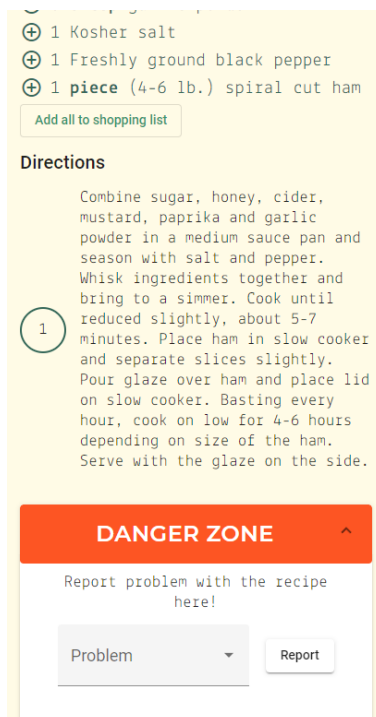 1 Kosher salt
1 Freshly ground black pepper
1 piece (4-6 lb.) spiral cut ham
Add all to shopping list
Directions
1
Combine sugar, honey, cider,
mustard, paprika and garlic
powder in a medium sauce pan and
season with salt and pepper.
Whisk ingredients together and
bring to a simmer. Cook until
reduced slightly, about 5-7
minutes. Place ham in slow cooker
and separate slices slightly.
Pour glaze over ham and place lid
on slow cooker. Basting every
hour, cook on low for 4-6 hours
depending on size of the ham.
Serve with the glaze on the side.
DANGER ZONE
Report problem with the recipe
here!
Problem
Report